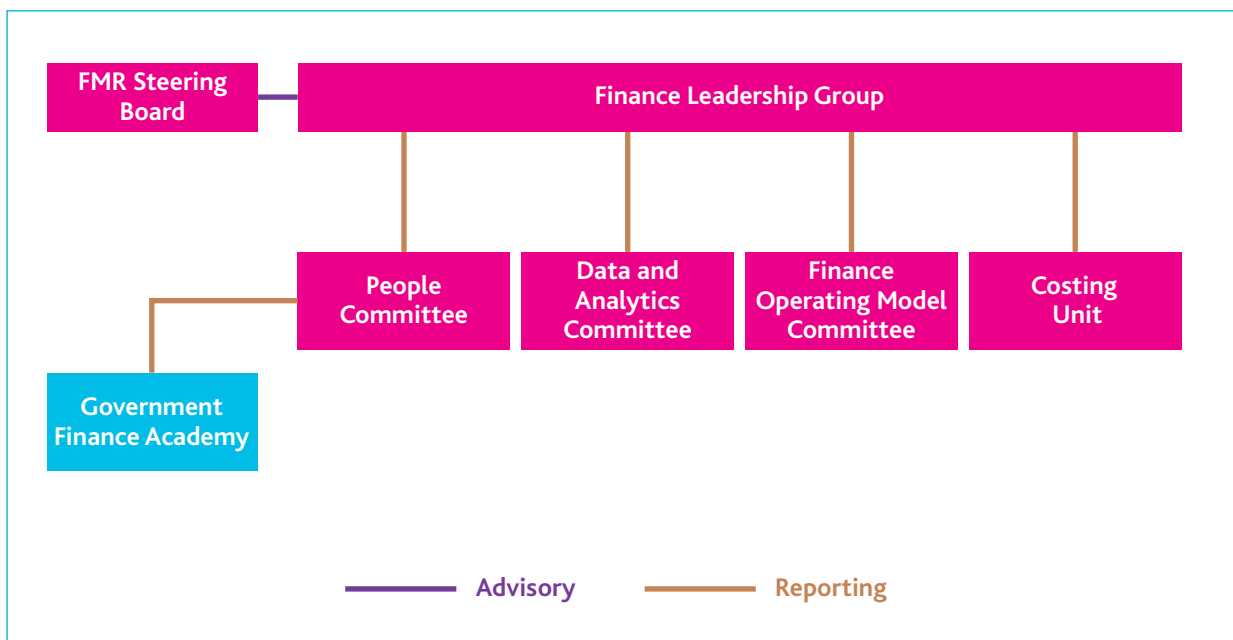 FMR Steering
Board
Finance Leadership Group
People
Committee
Data and
Analytics
Committee
Finance
Operating Model
Committee
Costing
Unit
Government
Finance Academy
Advisory
Reporting